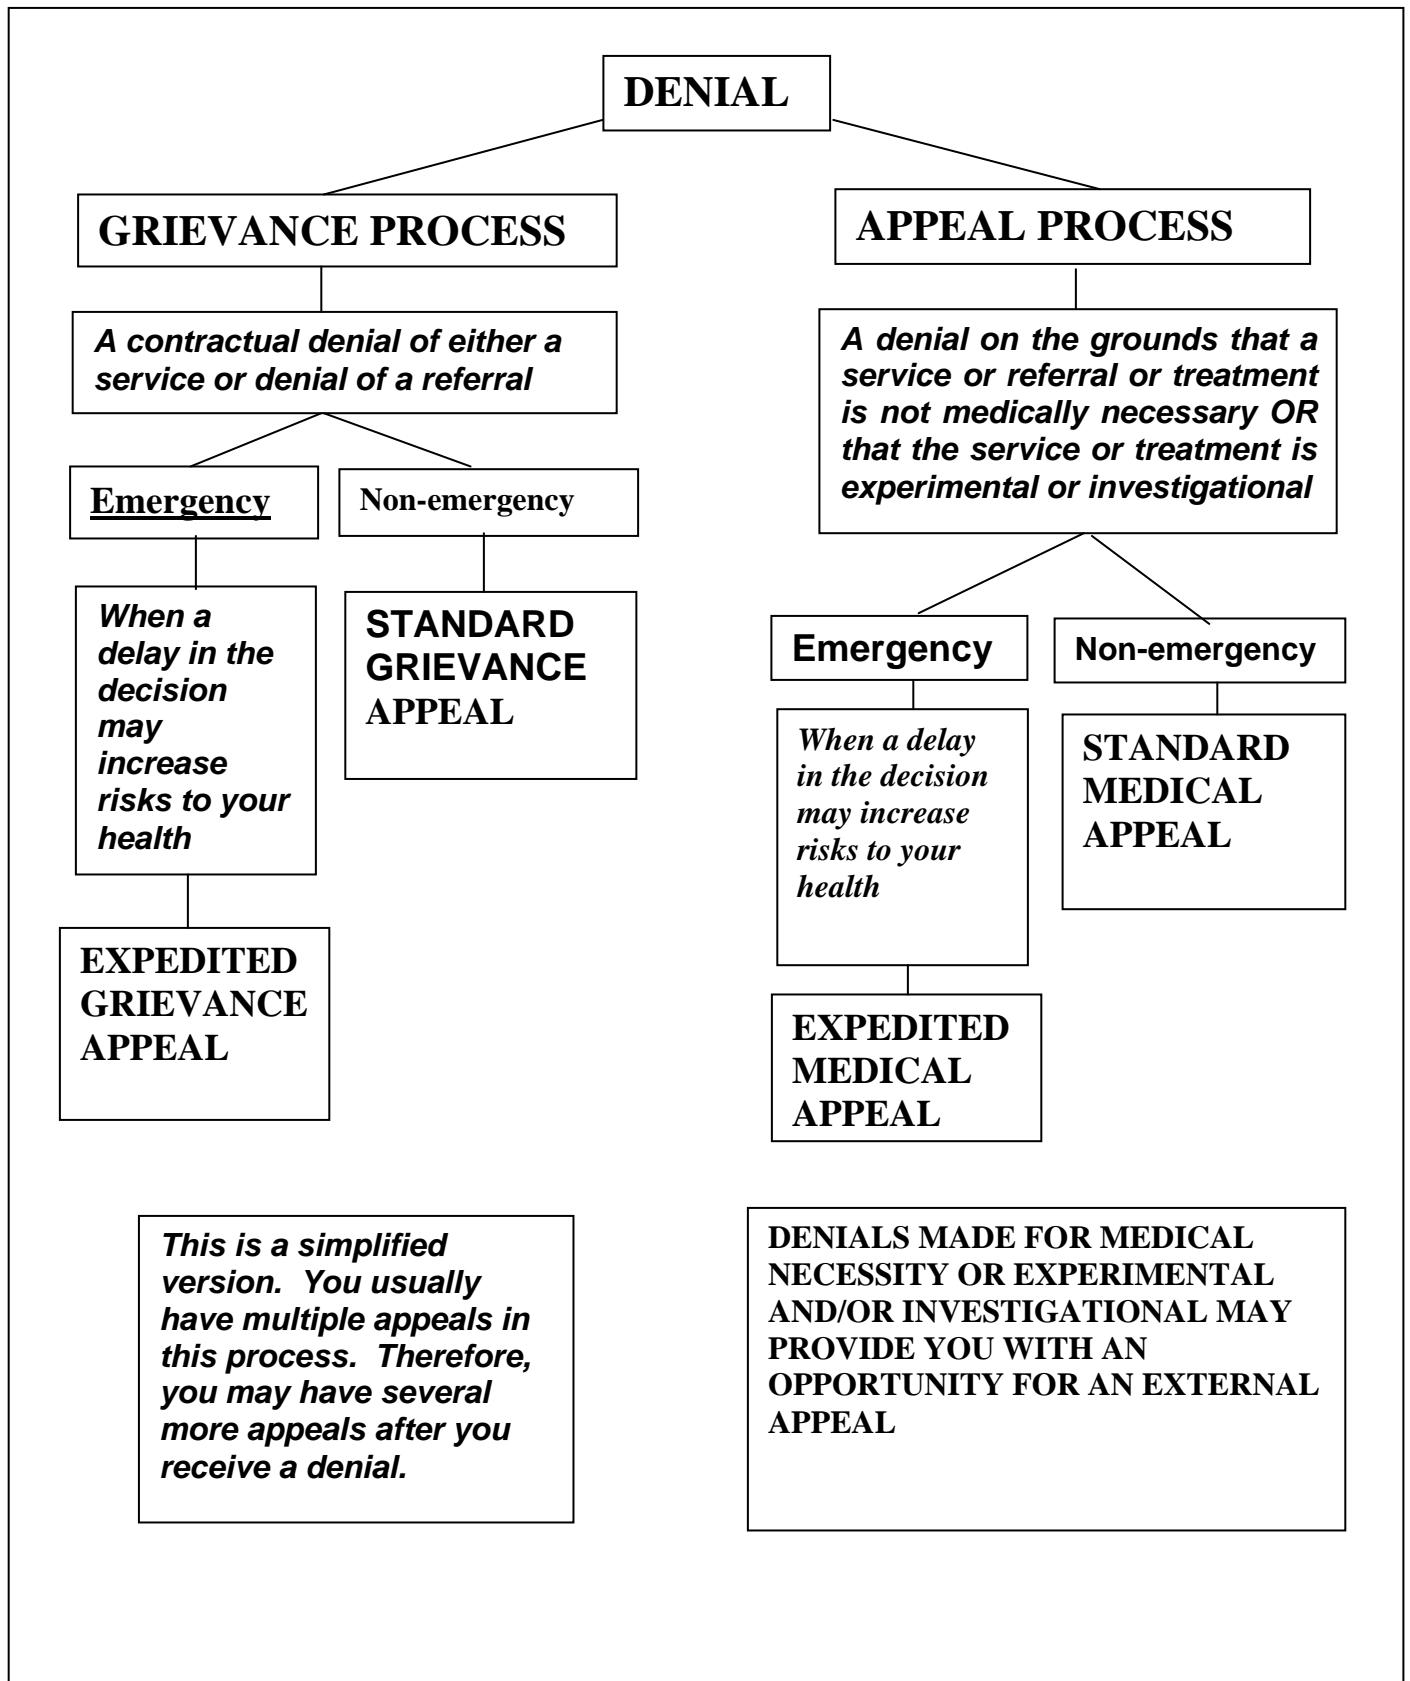 DENIAL
GRIEVANCE PROCESS
A contractual denial of either a
service or denial of a referral
Emergency
Non-emergency
When a
delay in the
decision
may
increase
risks to your
health
STANDARD
GRIEVANCE
APPEAL
EXPEDITED
GRIEVANCE
APPEAL
APPEAL PROCESS
A denial on the grounds that a
service or referral or treatment
is not medically necessary OR
that the service or treatment is
experimental or investigational
Emergency
Non-emergency
When a delay
in the decision
may increase
risks to your
health
STANDARD
MEDICAL
APPEAL
EXPEDITED
MEDICAL
APPEAL
This is a simplified
version.  You usually
have multiple appeals in
this process.  Therefore,
you may have several
more appeals after you
receive a denial.
DENIALS MADE FOR MEDICAL
NECESSITY OR EXPERIMENTAL
AND/OR INVESTIGATIONAL MAY
PROVIDE YOU WITH AN
OPPORTUNITY FOR AN EXTERNAL
APPEAL